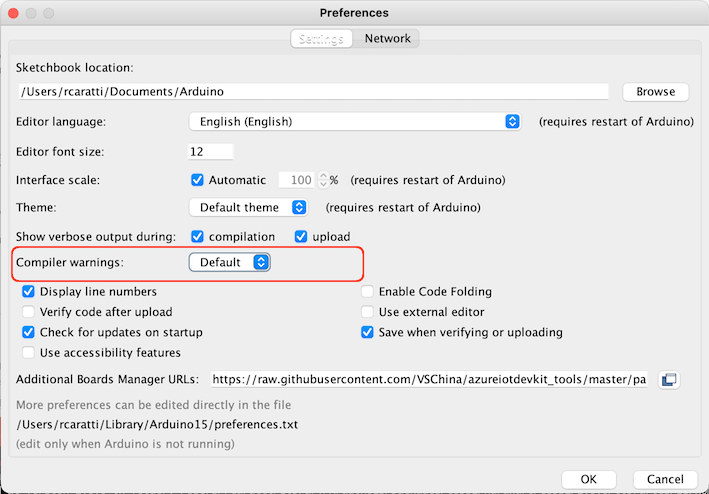 Preferences
Settings Network
Sketchbook location:
/Users/rcaratti/Documents/Arduino Browse
Editor language: English (English) (requires restart of Arduino)
Editor font size: 12
Interface scale: Automatic 100 % (requires restart of Arduino)
Theme: Default theme (requires restart of Arduino)
Show verbose output during: compilation upload
Compiler warnings: Default
Display line numbers Enable Code Folding
Verify code after upload Use external editor
Check for updates on startup Save when verifying or uploading
Use accessibility features
Additional Boards Manager URLs: https://raw.githubusercontent.com/VSChina/azureiotdevkit_tools/master/pa
More preferences can be edited directly in the file
/Users/rcaratti/Library/Arduino15/preferences.txt
(edit only when Arduino is not running)
OK Cancel